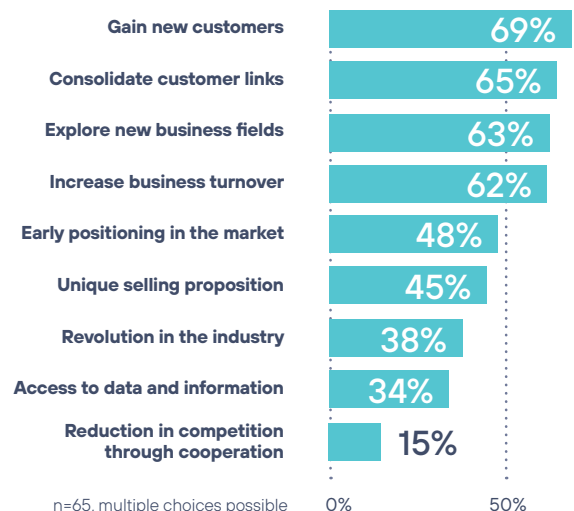 Gain new customers 69%
Consolidate customer links 65%
Explore new business fields 63%
Increase business turnover 62%
Early positioning in the market 48%
Unique selling proposition 45%
Revolution in the industry 38%
Access to data and information 34%
Reduction in competition
through cooperation 15%
n=65, multiple choices possible 0% 50%